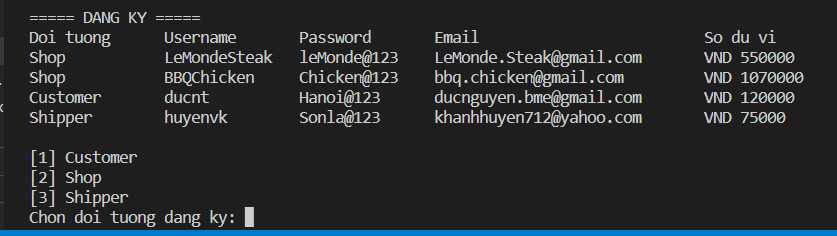 ===== DANG KY =====
Doi tuong Username Password Email So du vi
Shop LeMondeSteak leMonde@123 LeMonde.Steak@gmail.com VND 550000
Shop BBQChicken Chicken@123 bbq.chicken@gmail.com VND 1070000
Customer ducnt Hanoi@123 ducnguyen.bme@gmail.com VND 120000
Shipper huyenvk Sonla@123 khanhhuyen712@yahoo.com VND 75000
[1] Customer
[2] Shop
[3] Shipper
Chon doi tuong dang ky: